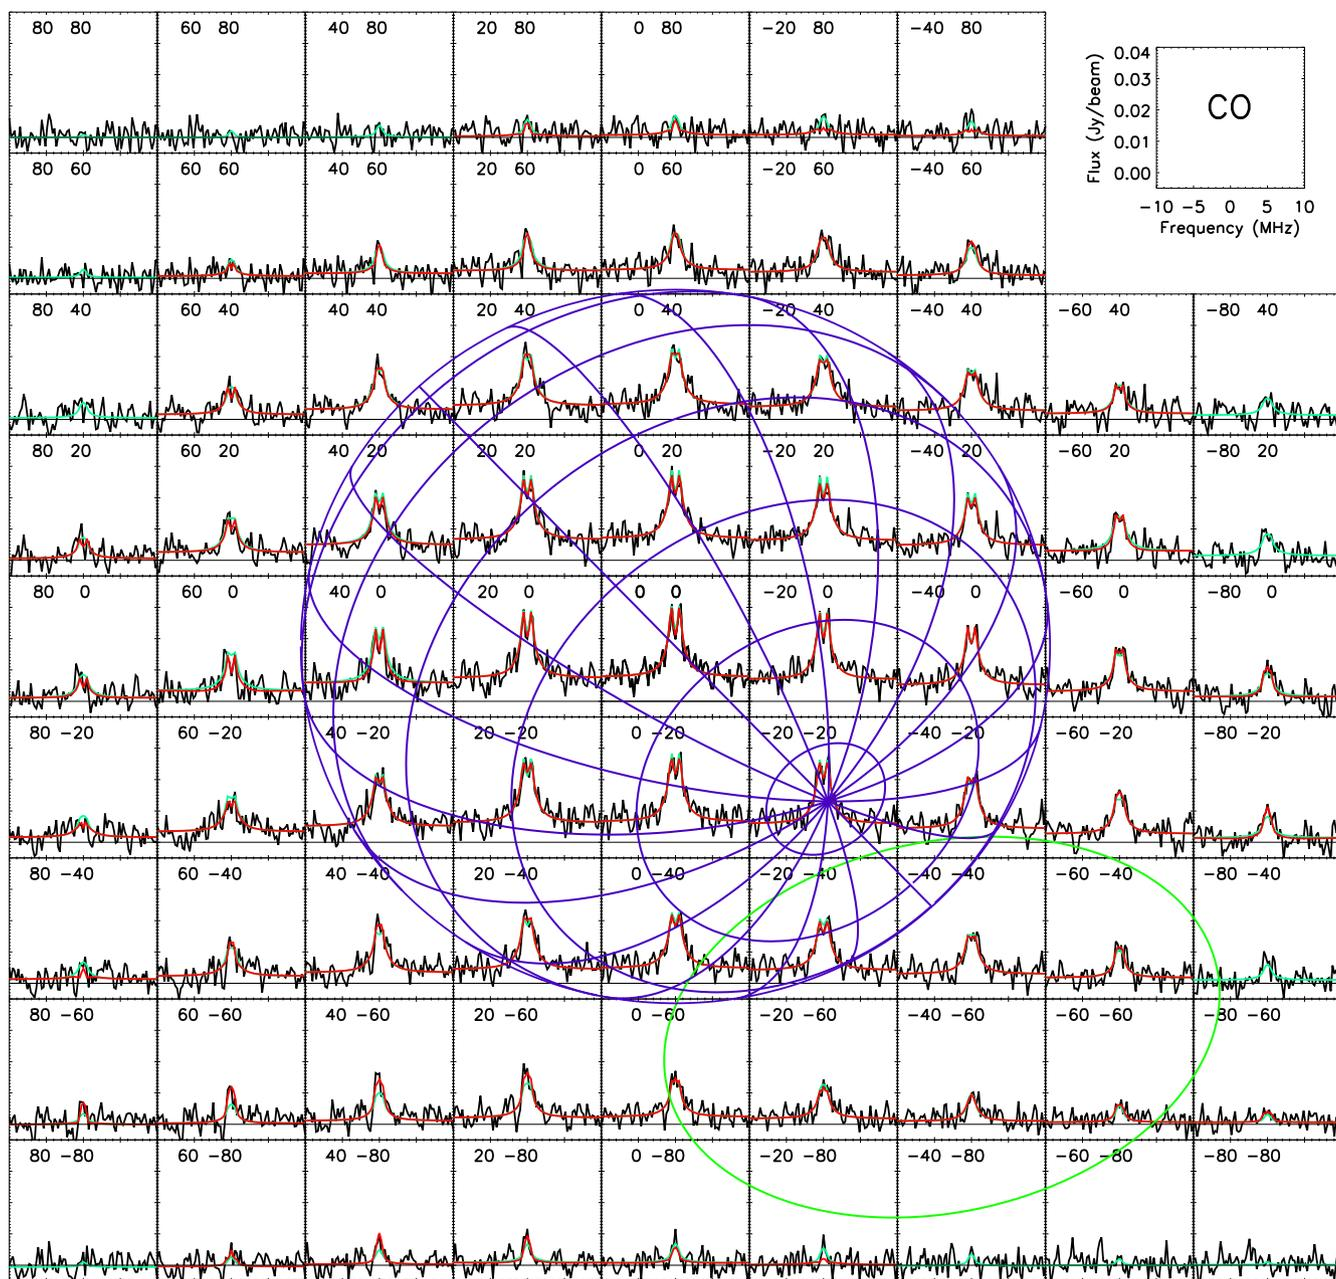 80 80 60 80 40 80 20 80 0 80 −20 80 −40 80
0.04
0.03
0.02
0.01
0.00
Flux (Jy/beam)
CO
−10 −5 0 5 10
Frequency (MHz)
80 60 60 60 40 60 20 60 0 60 −20 60 −40 60
80 40 60 40 40 40 20 40 0 40 −20 40 −40 40 −60 40 −80 40
80 20 60 20 40 20 20 20 0 20 −20 20 −40 20 −60 20 −80 20
80 0 60 0 40 0 20 0 0 0 −20 0 −40 0 −60 0 −80 0
80 −20 60 −20 40 −20 20 −20 0 −20 −20 −20 −40 −20 −60 −20 −80 −20
80 −40 60 −40 40 −40 20 −40 0 −40 −20 −40 −40 −40 −60 −40 −80 −40
80 −60 60 −60 40 −60 20 −60 0 −60 −20 −60 −40 −60 −60 −60 −80 −60
80 −80 60 −80 40 −80 20 −80 0 −80 −20 −80 −40 −80 −60 −80 −80 −80